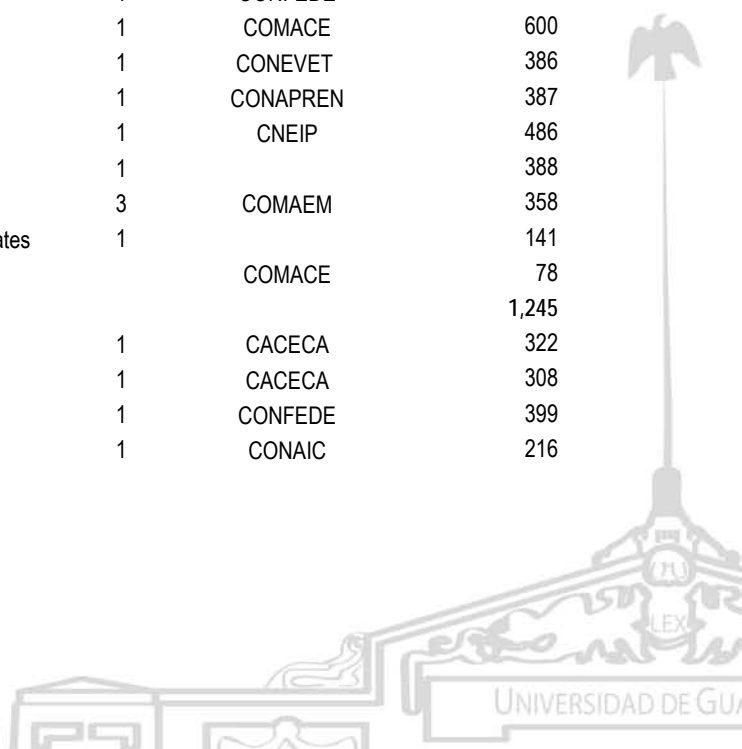 1 COMACE 600
1 CONEVET 386
1 CONAPREN 387
1 CNEIP 486
1 388
3 COMAEM 358
1 141
COMACE 78
1,245
1 CACECA 322
1 CACECA 308
1 CONFEDE 399
1 CONAIC 216
LEX
UNIVERSIDAD DE